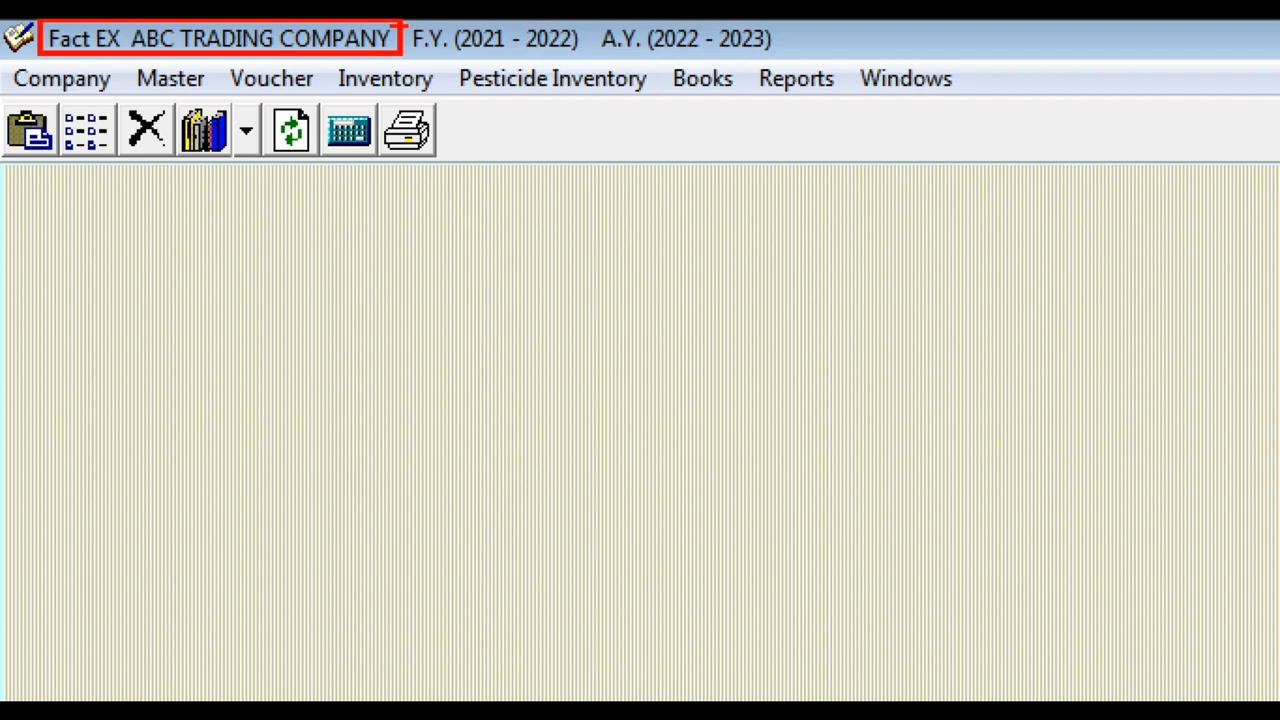 Fact EX ABC TRADING COMPANY F.Y. (2021 - 2022) A.Y. (2022 - 2023)
Company Master Voucher Inventory Pesticide Inventory Books Reports Windows